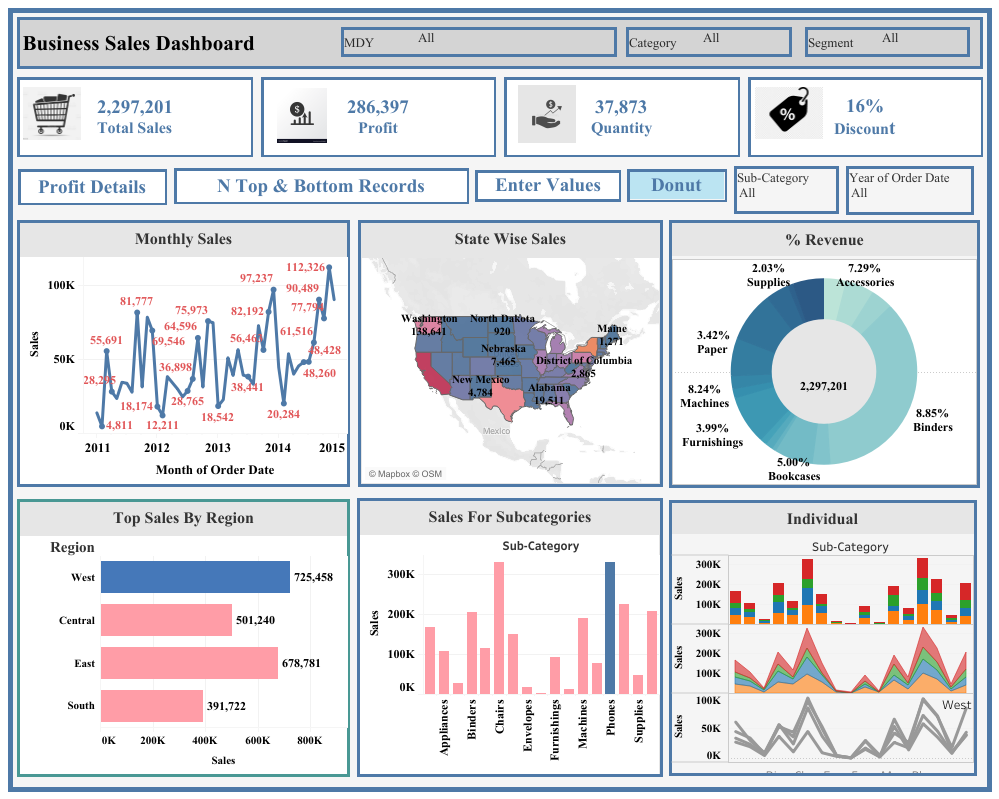 Business Sales Dashboard
MDY All
Category All
Segment All
2,297,201
Total Sales
286,397
Profit
37,873
Quantity
%
16%
Discount
Profit Details
N Top & Bottom Records
Enter Values
Donut
Sub-Category
All
Year of Order Date
All
Monthly Sales
Sales
100K
50K
0K
112,326
97,237
90,489
81,777
75,973
82,192
77,79
64,596
61,516
55,691
69,546
56,46
48,428
36,898
48,260
28,295
38,441
28,765
18,174
18,542
20,284
4,811
12,211
2011 2012 2013 2014 2015
Month of Order Date
State Wise Sales
Washington
138,641
North Dakota
920
Maine
1,271
Nebraska
7,465
District of Columbia
2,865
New Mexico
4,784
Alabama
19,511
Mexico
© Mapbox © OSM
% Revenue
2.03%
Supplies
7.29%
Accessories
3.42%
Paper
2,297,201
8.24%
Machines
8.85%
Binders
3.99%
Furnishings
5.00%
Bookcases
Top Sales By Region
Region
West 725,458
Central 501,240
East 678,781
South 391,722
0K 200K 400K 600K 800K
Sales
Sales For Subcategories
Sub-Category
Sales
300K
200K
100K
0K
Appliances
Binders
Chairs
Envelopes
Furnishings
Machines
Phones
Supplies
Individual
Sub-Category
Sales
300K
200K
100K
Sales
300K
200K
100K
Sales
100K
50K
0K
West